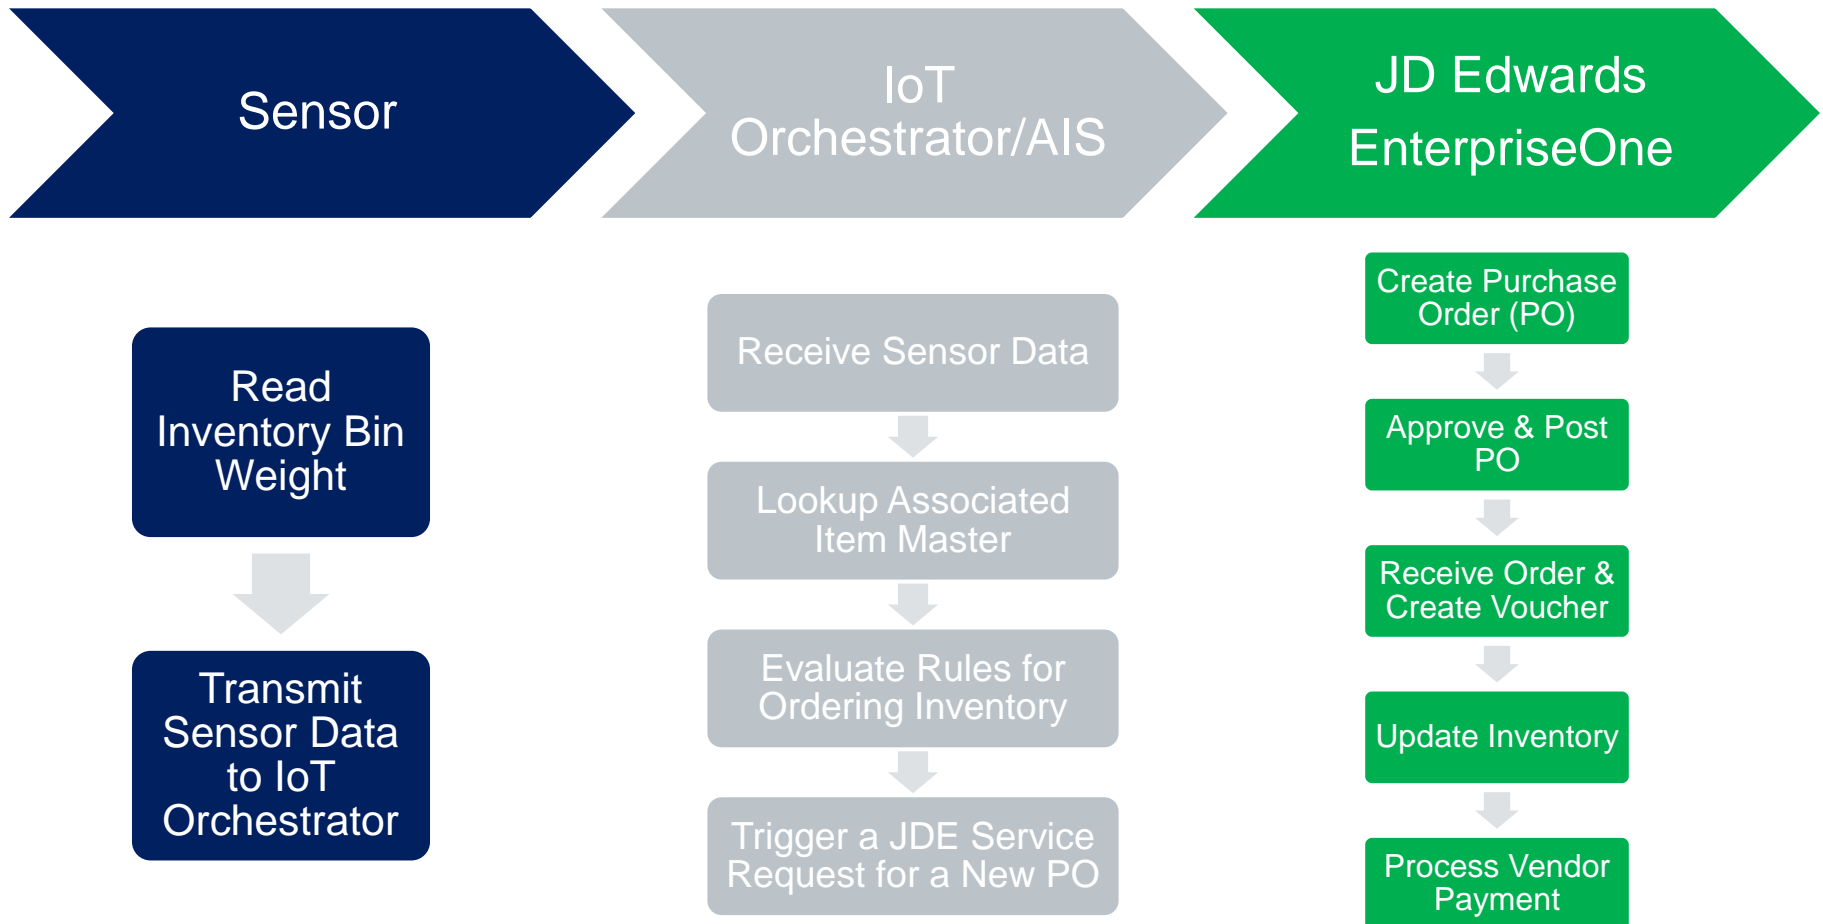 Sensor
IoT
Orchestrator/AIS
JD Edwards
EnterpriseOne
Read
Inventory Bin
Weight
Transmit
Sensor Data
to IoT
Orchestrator
Receive Sensor Data
Lookup Associated
Item Master
Evaluate Rules for
Ordering Inventory
Trigger a JDE Service
Request for a New PO
Create Purchase
Order (PO)
Approve & Post
PO
Receive Order &
Create Voucher
Update Inventory
Process Vendor
Payment